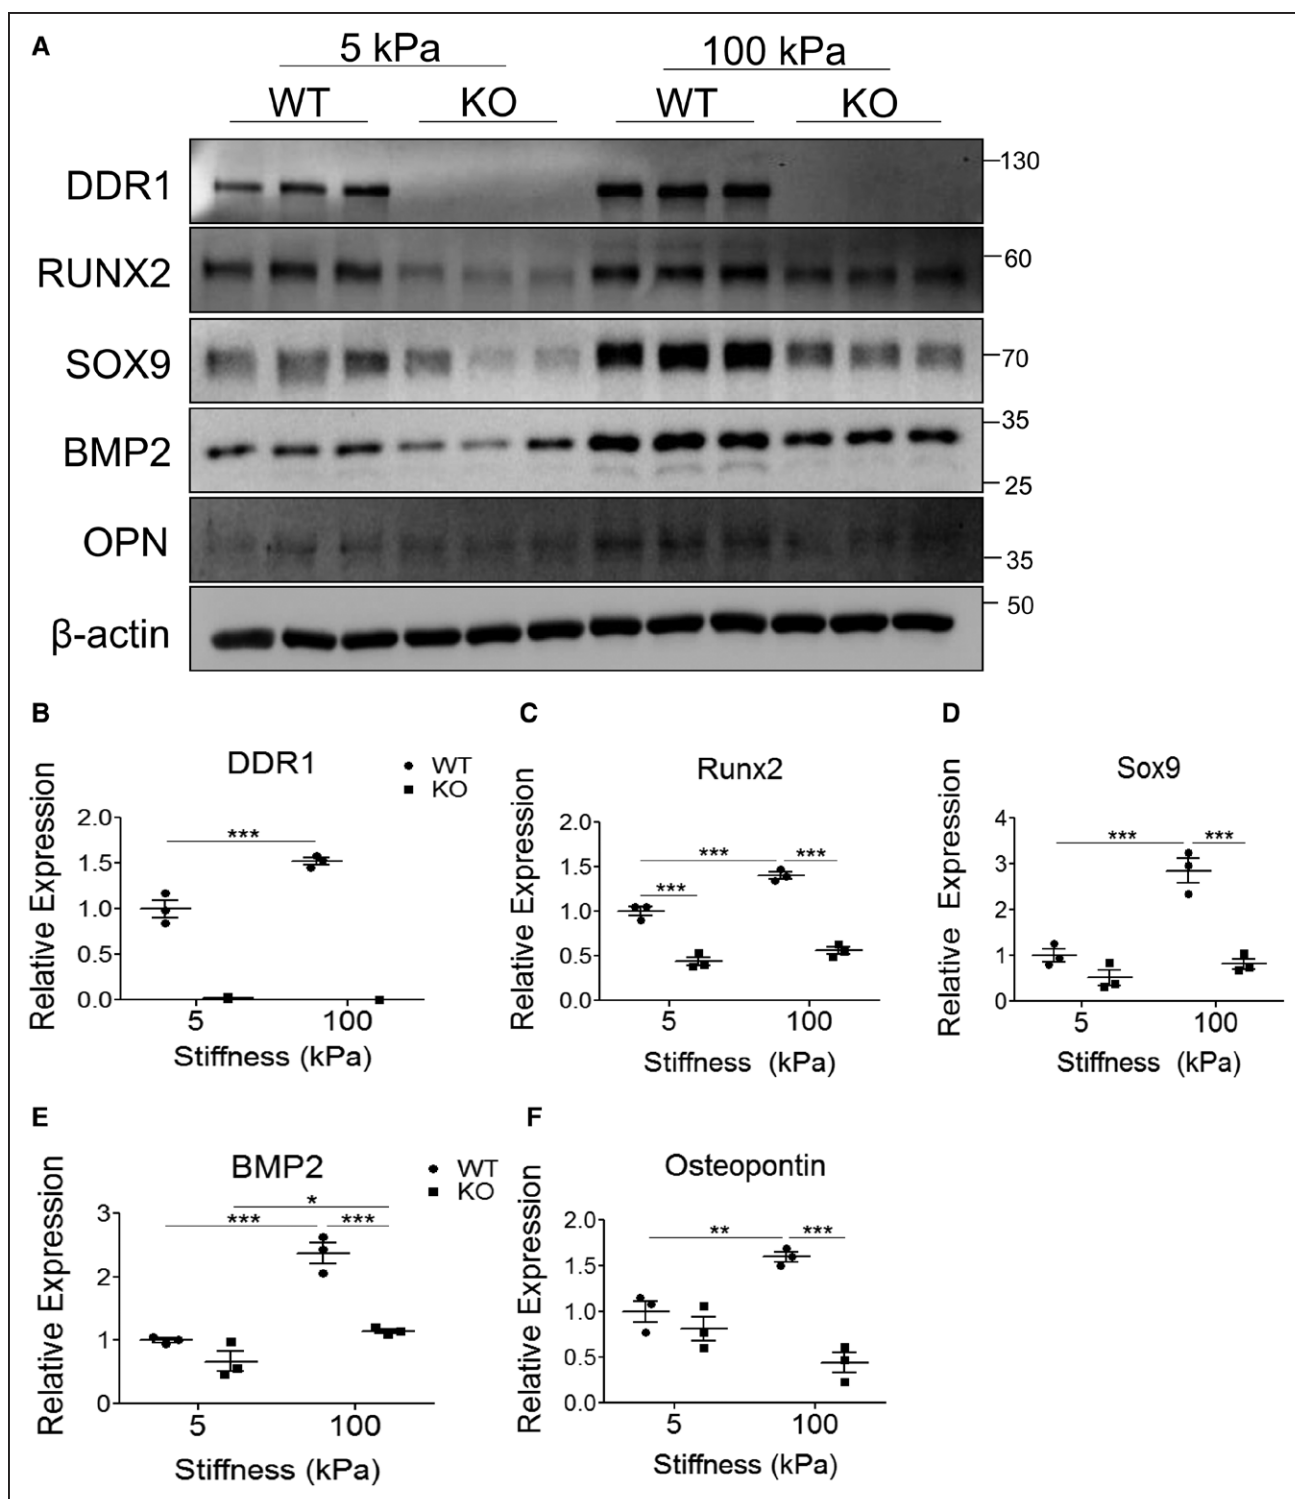 A
5 kPa 100 kPa
WT KO WT KO
DDR1 130
RUNX2 60
SOX9 70
BMP2 35
25
OPN 35
β-actin 50
B C D
DDR1
WT
KO
Relative Expression
2.0
1.5
***
1.0
0.5
0.0
5 100
Stiffness (kPa)
Runx2
Relative Expression
2.0
1.5
*** ***
***
1.0
0.5
0.0
5 100
Stiffness (kPa)
Sox9
Relative Expression
4
*** ***
3
2
1
0
5 100
Stiffness (kPa)
E F
BMP2
WT
KO
Relative Expression
*
3
*** ***
2
1
0
5 100
Stiffness (kPa)
Osteopontin
Relative Expression
2.0
** ***
1.5
1.0
0.5
0.0
5 100
Stiffness (kPa)